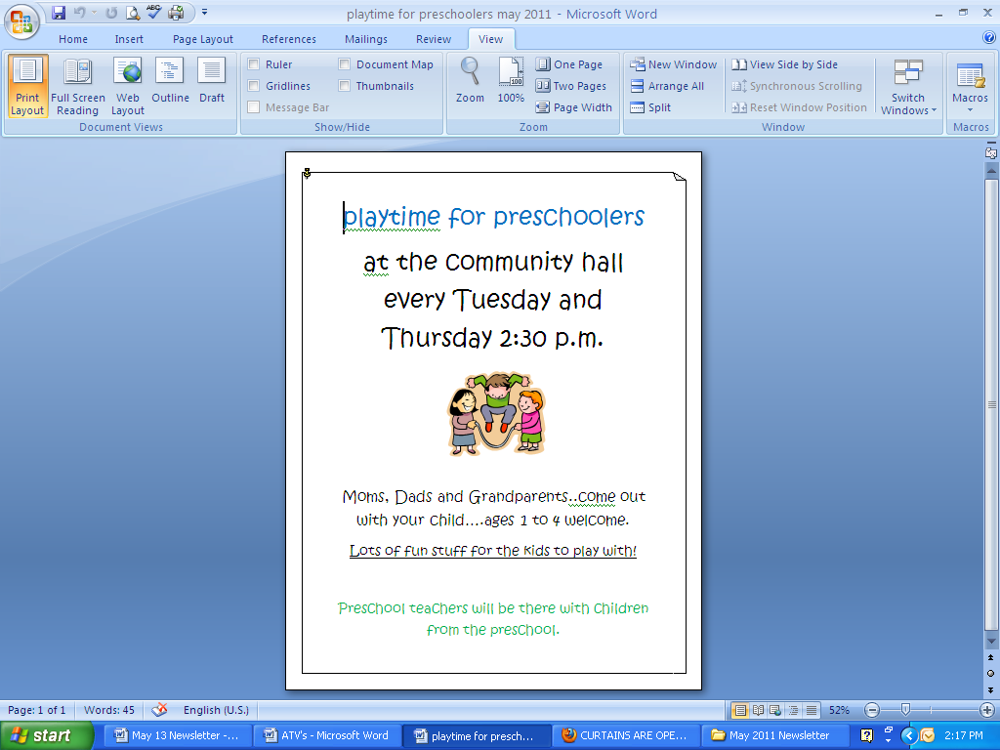 playtime for preschoolers may 2011 - Microsoft Word
Home Insert Page Layout References Mailings Review View
Ruler Document Map One Page New Window View Side by Side
Gridlines Thumbnails Two Pages Arrange All Synchronous Scrolling
Message Bar Page Width Split Reset Window Position
Print Layout Full Screen Reading Web Layout Outline Draft Zoom 100% Switch Windows Macros
Document Views Show/Hide Zoom Window Macros
playtime for preschoolers
at the community hall
every Tuesday and
Thursday 2:30 p.m.
Moms, Dads and Grandparents..come out
with your child....ages 1 to 4 welcome.
Lots of fun stuff for the kids to play with!
Preschool teachers will be there with children
from the preschool.
Page: 1 of 1 Words: 45 English (U.S.) 52%
start May 13 Newsletter -... ATV's - Microsoft Word playtime for presch... CURTAINS ARE OPE... May 2011 Newsletter 2:17 PM